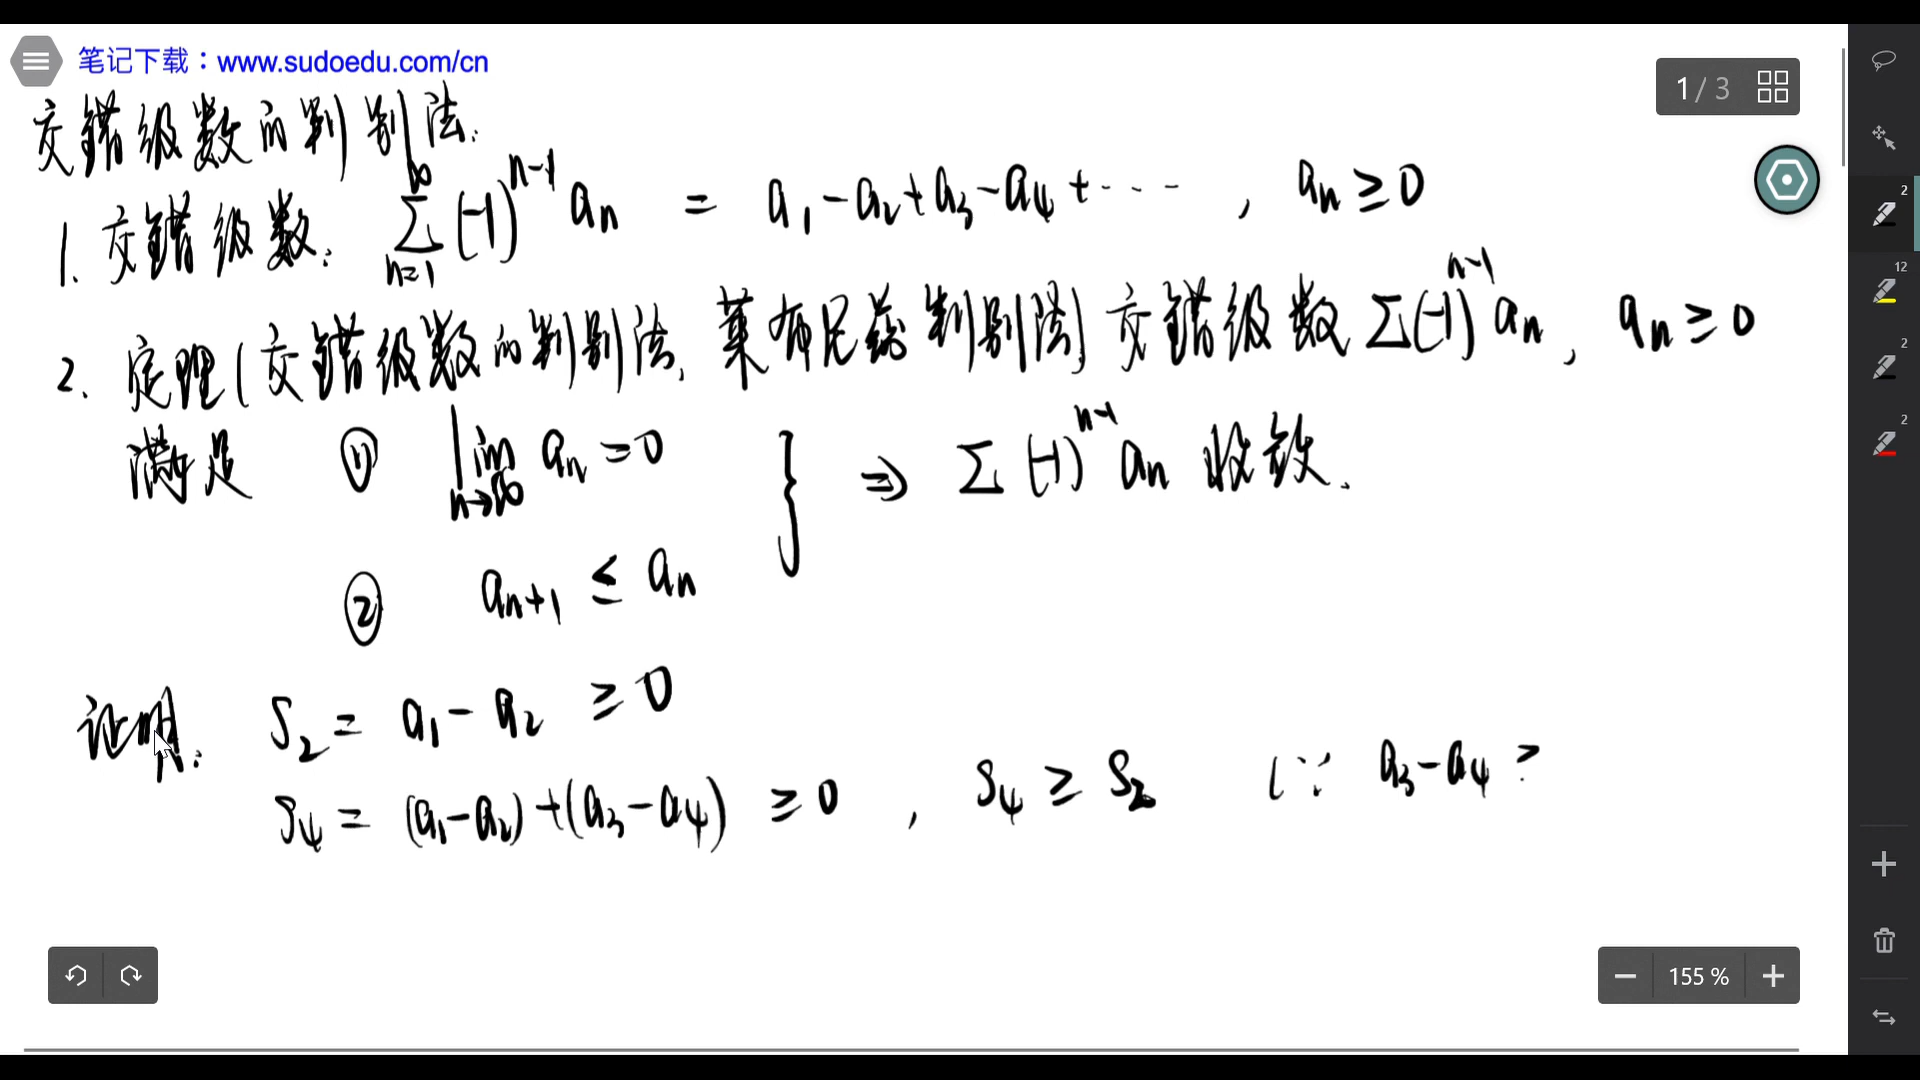 笔记下载：www.sudoedu.com/cn
1 / 3
交错级数的判别法:
1. 交错级数: ∑_{n=1}^{∞} (-1)^{n-1} a_n = a_1 - a_2 + a_3 - a_4 + ····· , a_n ≥ 0
2. 定理(交错级数的判别法, 莱布尼兹判别法) 交错级数 ∑(-1)^{n-1} a_n , a_n ≥ 0
满足 ① lim_{n→∞} a_n = 0 } ⇒ ∑ (-1)^{n-1} a_n 收敛.
② a_{n+1} ≤ a_n
证明: S_2 = a_1 - a_2 ≥ 0
S_4 = (a_1 - a_2) + (a_3 - a_4) ≥ 0 , S_4 ≥ S_2 (∵ a_3 - a_4 >
155 %
2
12
2
2